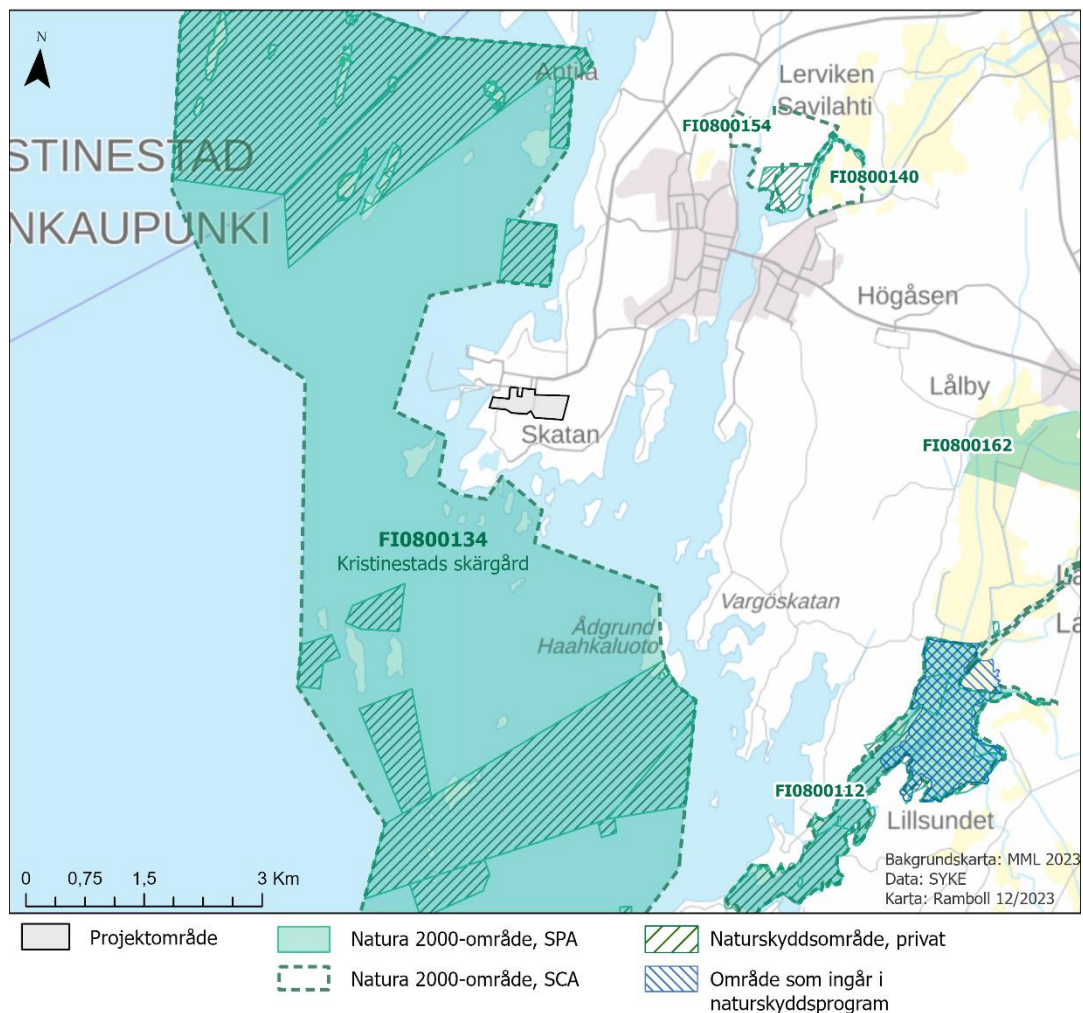 N
Antila
Lerviken
Savilahti
FI0800154
FI0800140
STINESTAD
NKAUPUNKI
Högåsen
Lålby
Skatan
FI0800162
FI0800134
Kristinestads skärgård
Vargöskatan
Ådgrund
Haahkaluoto
Lå
La
FI0800112
Lillsundet
Bakgrundskarta: MML 2023
Data: SYKE
Karta: Ramboll 12/2023
0 0,75 1,5 3 Km
Projektområde
Natura 2000-område, SPA
Naturskyddsområde, privat
Natura 2000-område, SCA
Område som ingår i
naturskyddsprogram